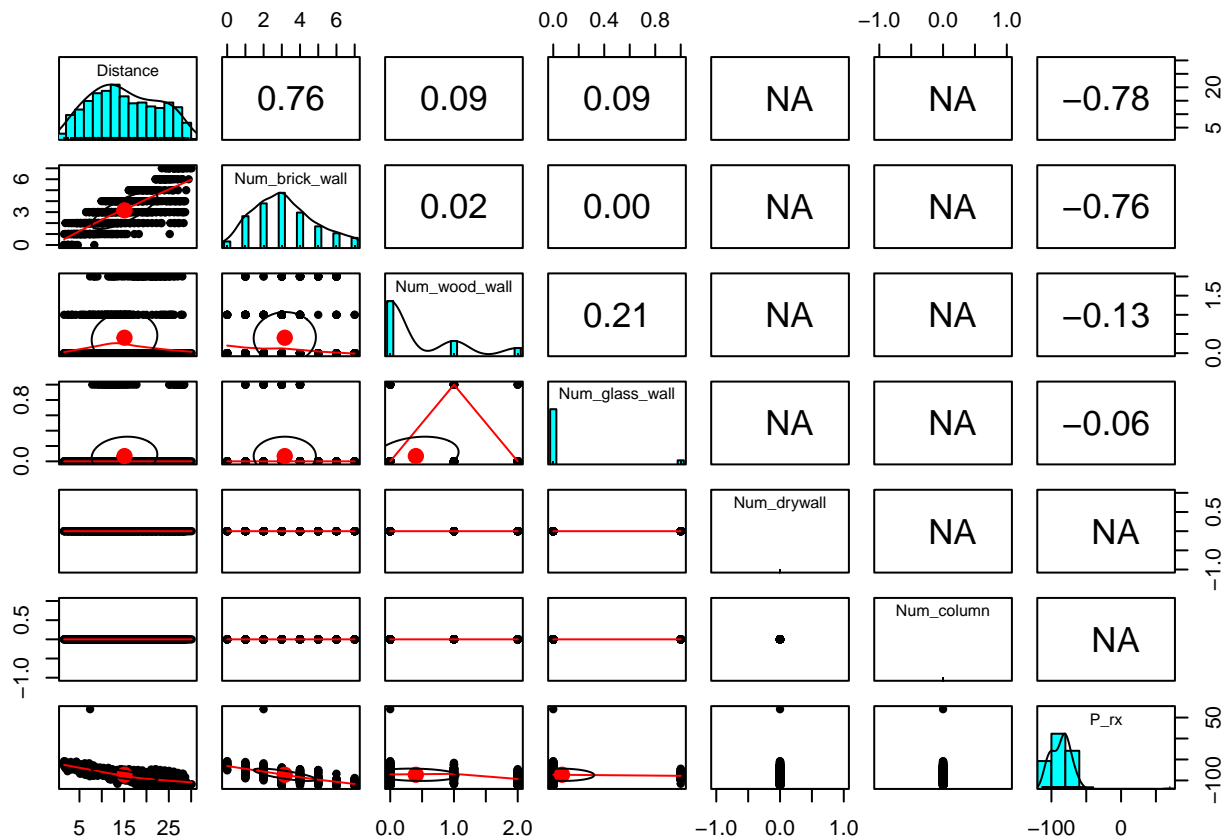 0 2 4 6 0.0 0.4 0.8 −1.0 0.0 1.0
Distance 0.76 0.09 0.09 NA NA −0.78 5 20
0 3 6 Num_brick_wall 0.02 0.00 NA NA −0.76
Num_wood_wall 0.21 NA NA −0.13 0.0 1.5
0.0 0.8 Num_glass_wall NA NA −0.06
Num_drywall NA NA −1.0 0.5
−1.0 0.5 Num_column NA
P_rx −100 50
5 15 25 0.0 1.0 2.0 −1.0 0.0 1.0 −100 0